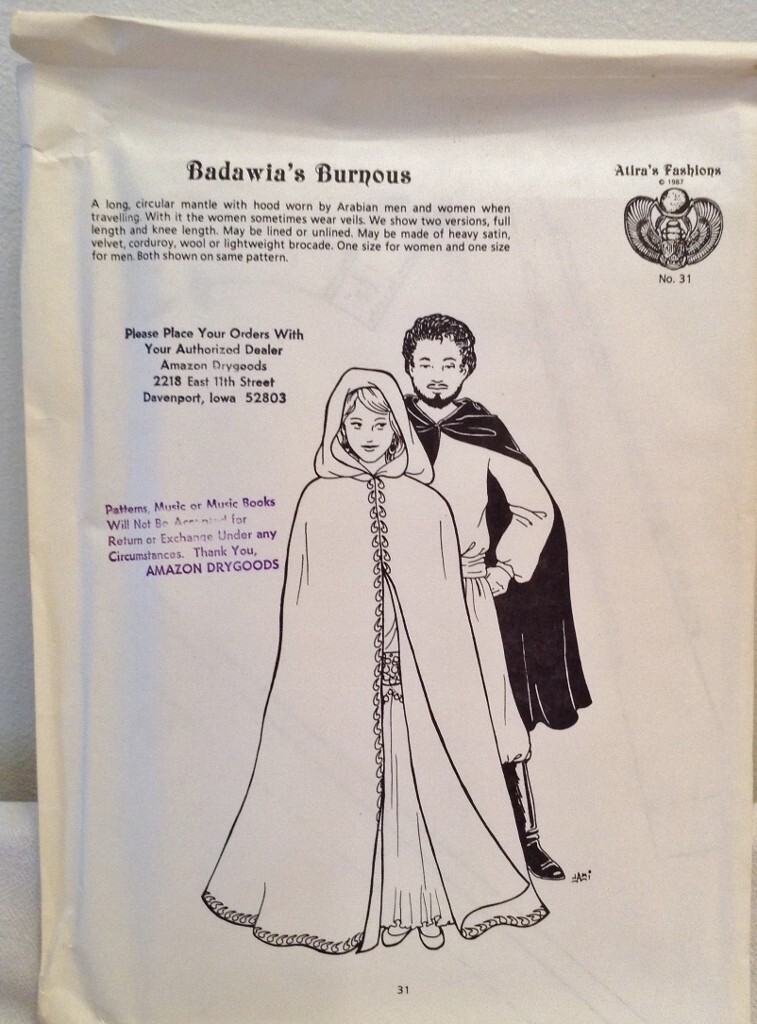 Badawia's Burnous
Atira's Fashions
© 1987
No. 31
A long, circular mantle with hood worn by Arabian men and women when
travelling. With it the women sometimes wear veils. We show two versions, full
length and knee length. May be lined or unlined. May be made of heavy satin,
velvet, corduroy, wool or lightweight brocade. One size for women and one size
for men. Both shown on same pattern.
Please Place Your Orders With
Your Authorized Dealer
Amazon Drygoods
2218 East 11th Street
Davenport, Iowa 52803
Patterns, Music or Music Books
Will Not Be Accepted for
Return or Exchange Under any
Circumstances. Thank You,
AMAZON DRYGOODS
JAMI
31